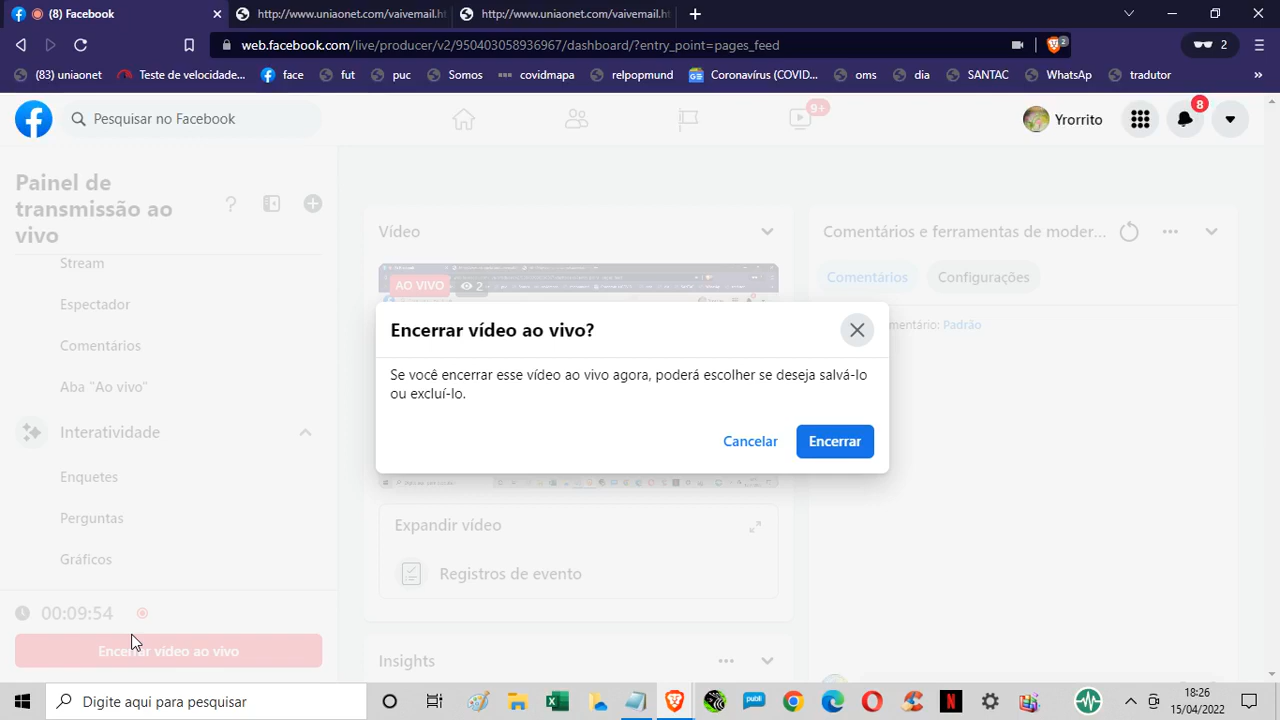 (8) Facebook
http://www.uniaonet.com/vaivemail.ht
http://www.uniaonet.com/vaivemail.ht
web.facebook.com/live/producer/v2/950403058936967/dashboard/?entry_point=pages_feed
2
2
(83) uniaonet
Teste de velocidade...
face
fut
puc
Somos
covidmapa
relpopmund
Coronavírus (COVID...
oms
dia
SANTAC
WhatsApp
tradutor
»
Pesquisar no Facebook
9+
Yrorrito
8
Painel de
transmissão ao
vivo
Stream
Espectador
Comentários
Aba "Ao vivo"
Interatividade
Enquetes
Perguntas
Gráficos
00:09:54
Encerrar vídeo ao vivo
Vídeo
AO VIVO
2
Encerrar vídeo ao vivo?
Se você encerrar esse vídeo ao vivo agora, poderá escolher se deseja salvá-lo
ou excluí-lo.
Cancelar
Encerrar
Expandir vídeo
Registros de evento
Insights
Comentários e ferramentas de moder...
Comentários
Configurações
mentário: Padrão
Digite aqui para pesquisar
publi
18:26
15/04/2022